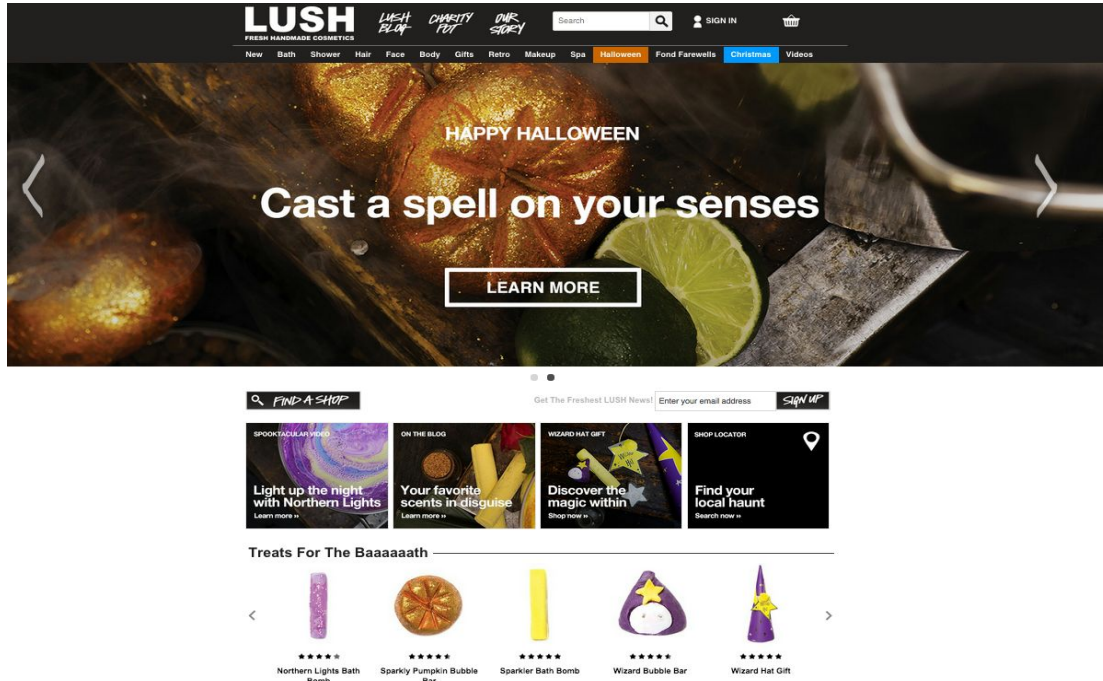 LUSH
FRESH HANDMADE COSMETICS
LUSH BLOG
CHARITY POT
OUR STORY
Search
SIGN IN
New Bath Shower Hair Face Body Gifts Retro Makeup Spa Halloween Fond Farewells Christmas Videos
HAPPY HALLOWEEN
Cast a spell on your senses
LEARN MORE
FIND A SHOP
Get The Freshest LUSH News!
Enter your email address
SIGN UP
SPOOKTACULAR VIDEO
Light up the night
with Northern Lights
Learn more ››
ON THE BLOG
Your favorite
scents in disguise
Learn more ››
WIZARD HAT GIFT
Discover the
magic within
Shop now ››
SHOP LOCATOR
Find your
local haunt
Search now ››
Treats For The Baaaaaath
Northern Lights Bath
Bomb
Sparkly Pumpkin Bubble
Bar
Sparkler Bath Bomb
Wizard Bubble Bar
Wizard Hat Gift